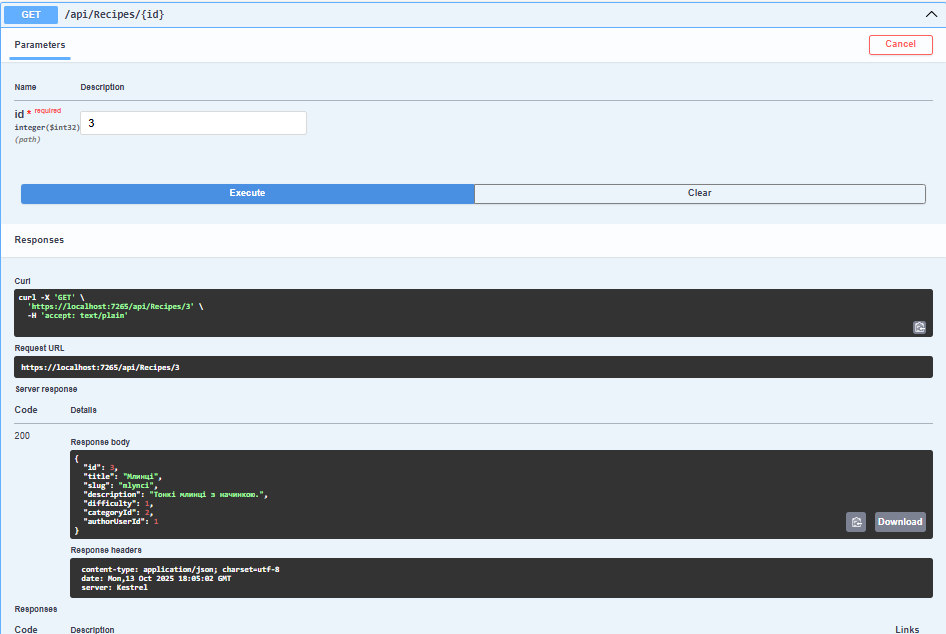 GET /api/Recipes/{id}
Parameters
Cancel
Name Description
id * required
3
integer($int32)
(path)
Execute Clear
Responses
Curl
curl -X 'GET' \
'https://localhost:7265/api/Recipes/3' \
-H 'accept: text/plain'
Request URL
https://localhost:7265/api/Recipes/3
Server response
Code Details
200
Response body
{
"id": 3,
"title": "Млинці",
"slug": "mlynci",
"description": "Тонкі млинці з начинкою.",
"difficulty": 1,
"categoryId": 2,
"authorUserId": 1
}
Download
Response headers
content-type: application/json; charset=utf-8
date: Mon,13 Oct 2025 18:05:02 GMT
server: Kestrel
Responses
Code Description Links